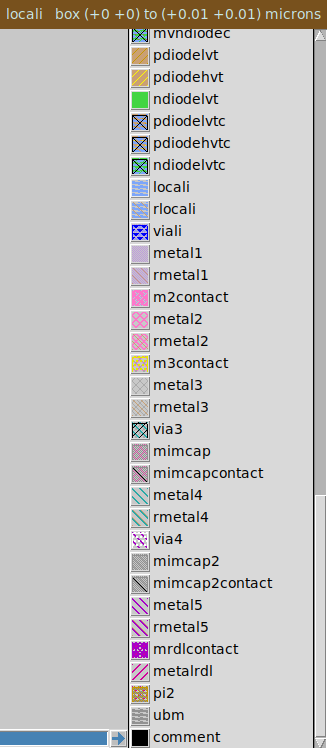 locali box (+0 +0) to (+0.01 +0.01) microns
mvndiodec
pdiodelvt
pdiodehvt
ndiodelvt
pdiodelvtc
pdiodehvtc
ndiodelvtc
locali
rlocali
viali
metal1
rmetal1
m2contact
metal2
rmetal2
m3contact
metal3
rmetal3
via3
mimcap
mimcapcontact
metal4
rmetal4
via4
mimcap2
mimcap2contact
metal5
rmetal5
mrdlcontact
metalrdl
pi2
ubm
comment